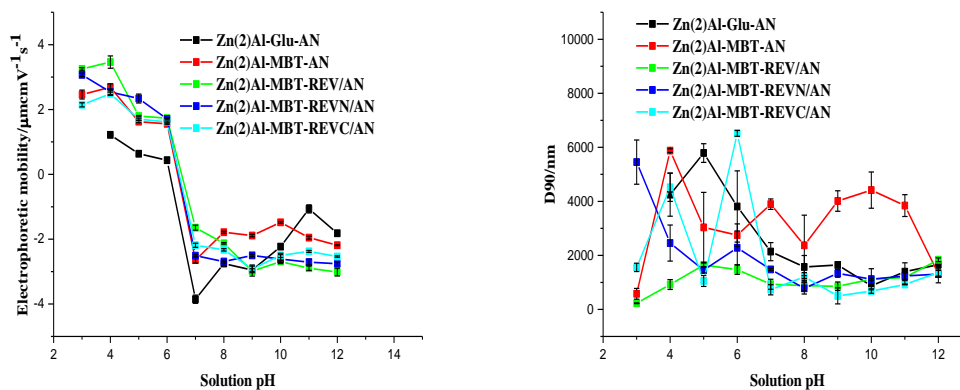 Electrophoretic mobility/μmcmV⁻¹s⁻¹
4
2
0
-2
-4
2 4 6 8 10 12 14
Solution pH
Zn(2)Al-Glu-AN
Zn(2)Al-MBT-AN
Zn(2)Al-MBT-REV/AN
Zn(2)Al-MBT-REVN/AN
Zn(2)Al-MBT-REVC/AN
D90/nm
10000
8000
6000
4000
2000
0
2 4 6 8 10 12
Solution pH
Zn(2)Al-Glu-AN
Zn(2)Al-MBT-AN
Zn(2)Al-MBT-REV/AN
Zn(2)Al-MBT-REVN/AN
Zn(2)Al-MBT-REVC/AN